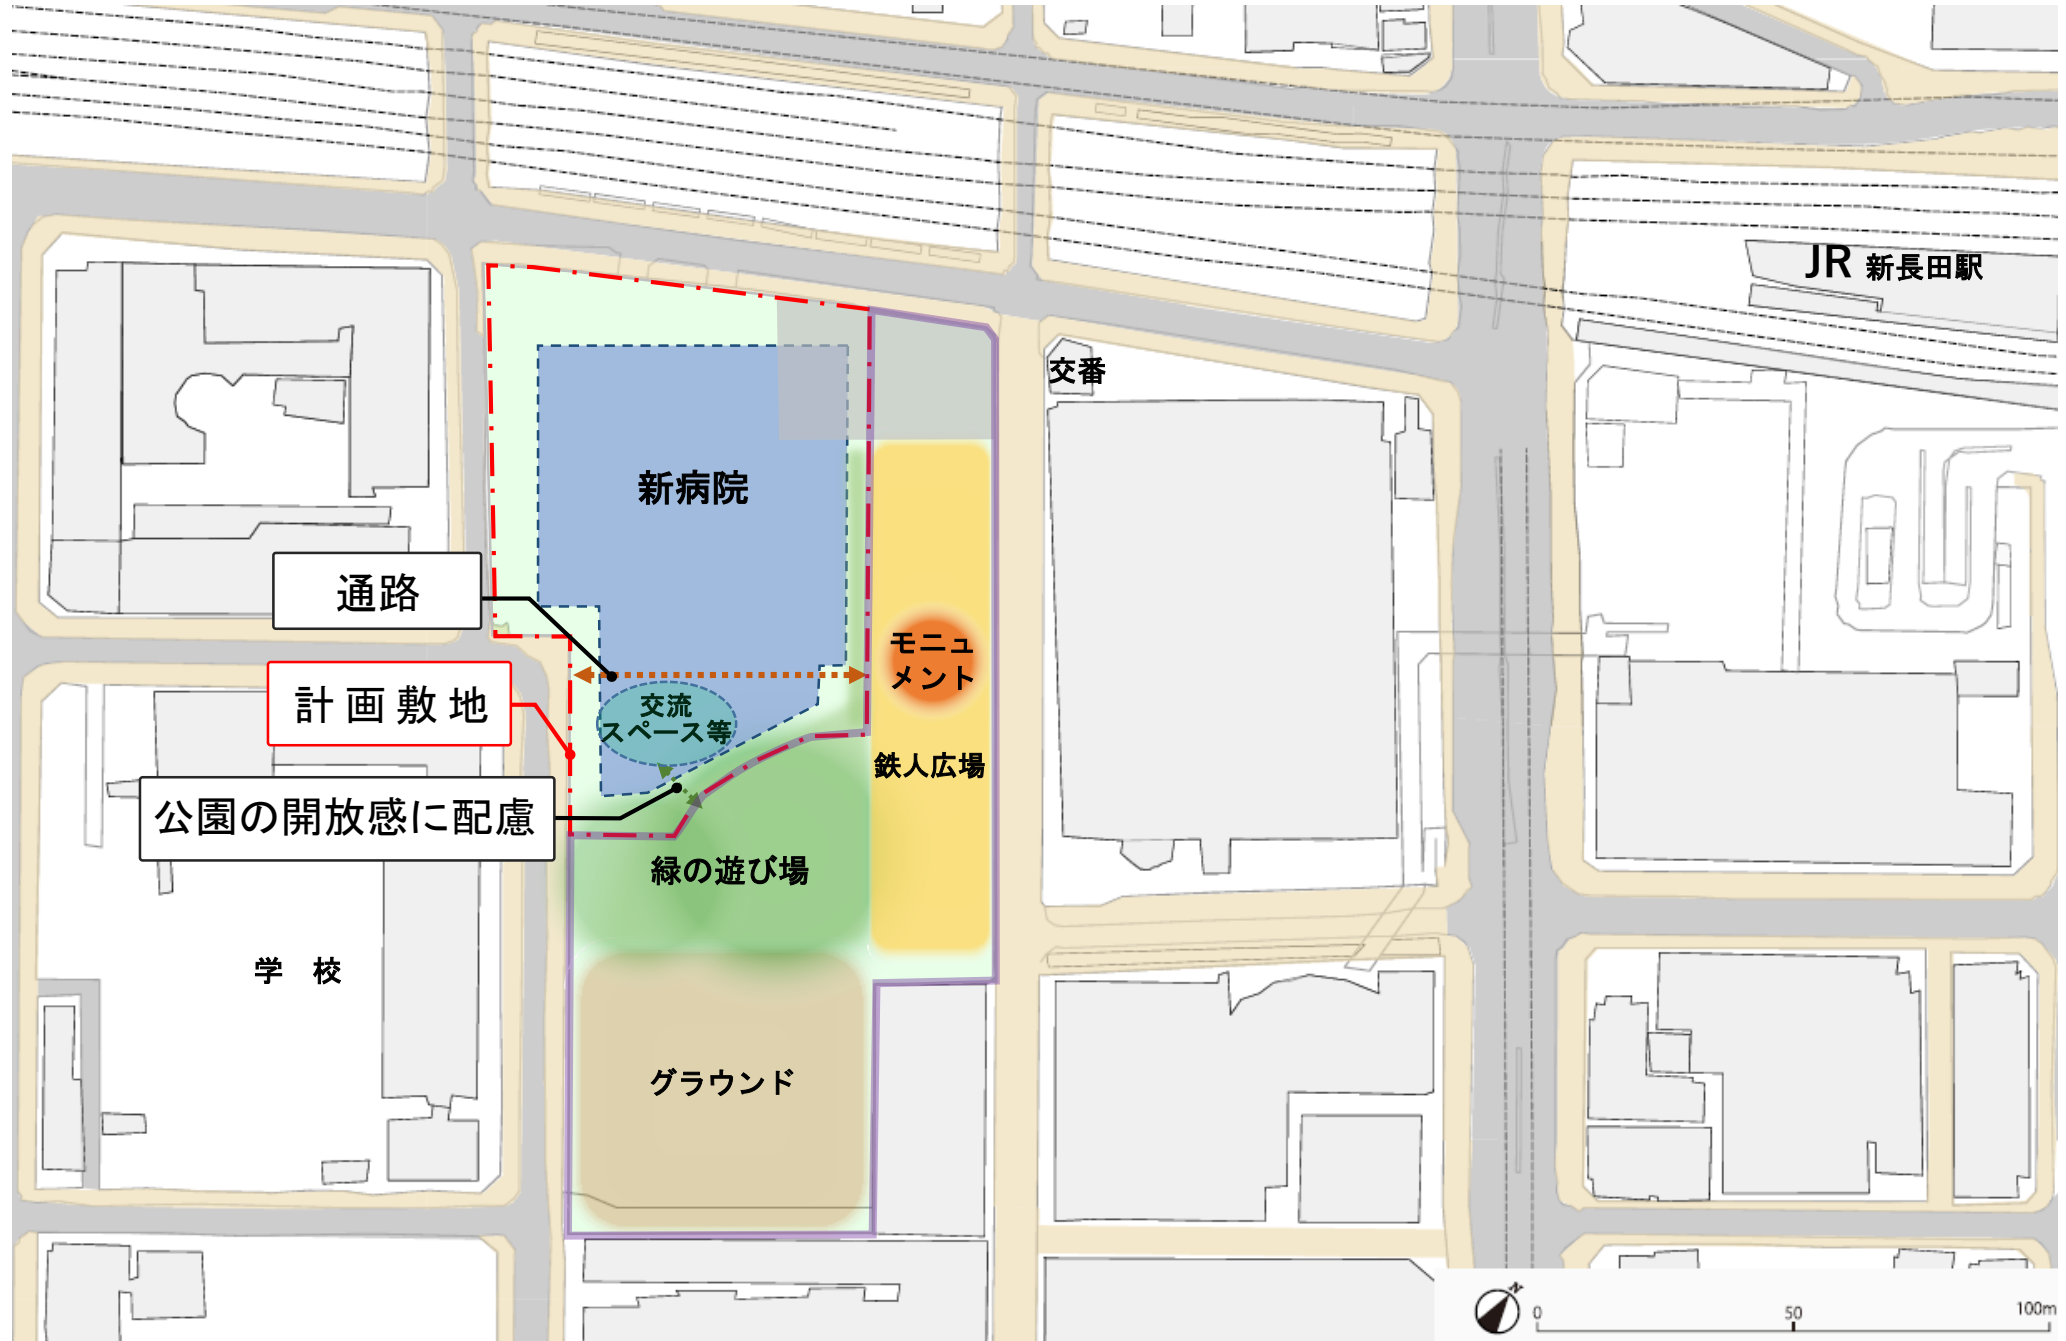 JR 新長田駅
交番
新病院
通路
モニュ
メント
計画敷地
交流
スペース等
鉄人広場
公園の開放感に配慮
緑の遊び場
学　校
グラウンド
N
0
50
100m